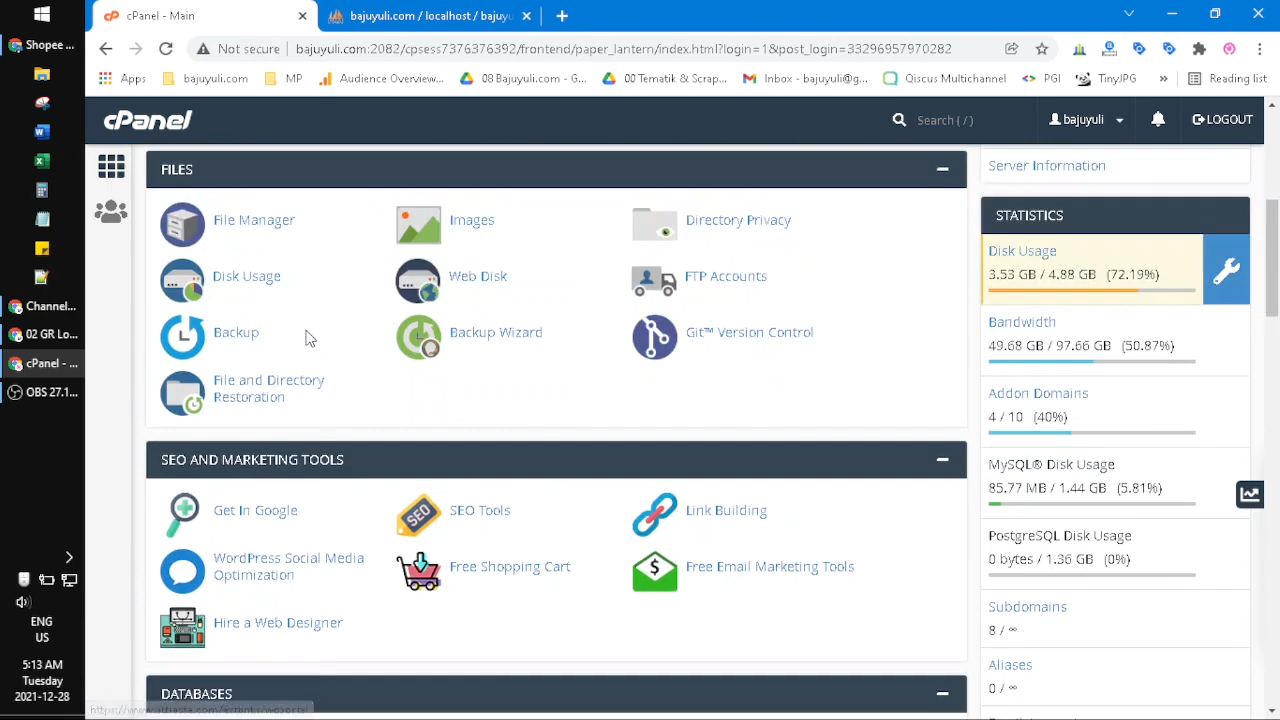 cPanel - Main
bajuyuli.com / localhost / bajuyu
Shopee ...
Not secure
bajuyuli.com:2082/cpsess7376376392/frontend/paper_lantern/index.html?login=1&post_login=33296957970282
Apps
bajuyuli.com
MP
Audience Overview...
08 Bajuyuli.com - G...
00 Tematik & Scrap...
Inbox - bajuyuli@g...
Qiscus Multichannel
PGI
TinyJPG
»
Reading list
cPanel
Search ( / )
bajuyuli
LOGOUT
FILES
File Manager
Images
Directory Privacy
Disk Usage
Web Disk
FTP Accounts
Backup
Backup Wizard
Git™ Version Control
File and Directory
Restoration
SEO AND MARKETING TOOLS
Get In Google
SEO Tools
Link Building
WordPress Social Media
Optimization
Free Shopping Cart
Free Email Marketing Tools
Hire a Web Designer
DATABASES
Server Information
STATISTICS
Disk Usage
3.53 GB / 4.88 GB (72.19%)
Bandwidth
49.68 GB / 97.66 GB (50.87%)
Addon Domains
4 / 10 (40%)
MySQL® Disk Usage
85.77 MB / 1.44 GB (5.81%)
PostgreSQL Disk Usage
0 bytes / 1.36 GB (0%)
Subdomains
8 / ∞
Aliases
0 / ∞
Channel...
02 GR Lo...
cPanel - ...
OBS 27.1...
ENG
US
5:13 AM
Tuesday
2021-12-28